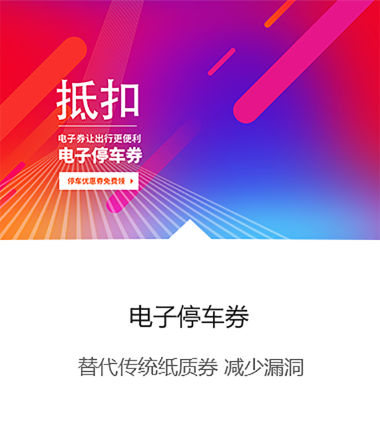 抵扣
电子券让出行更便利
电子停车券
停车优惠券免费领
电子停车券
替代传统纸质券 减少漏洞